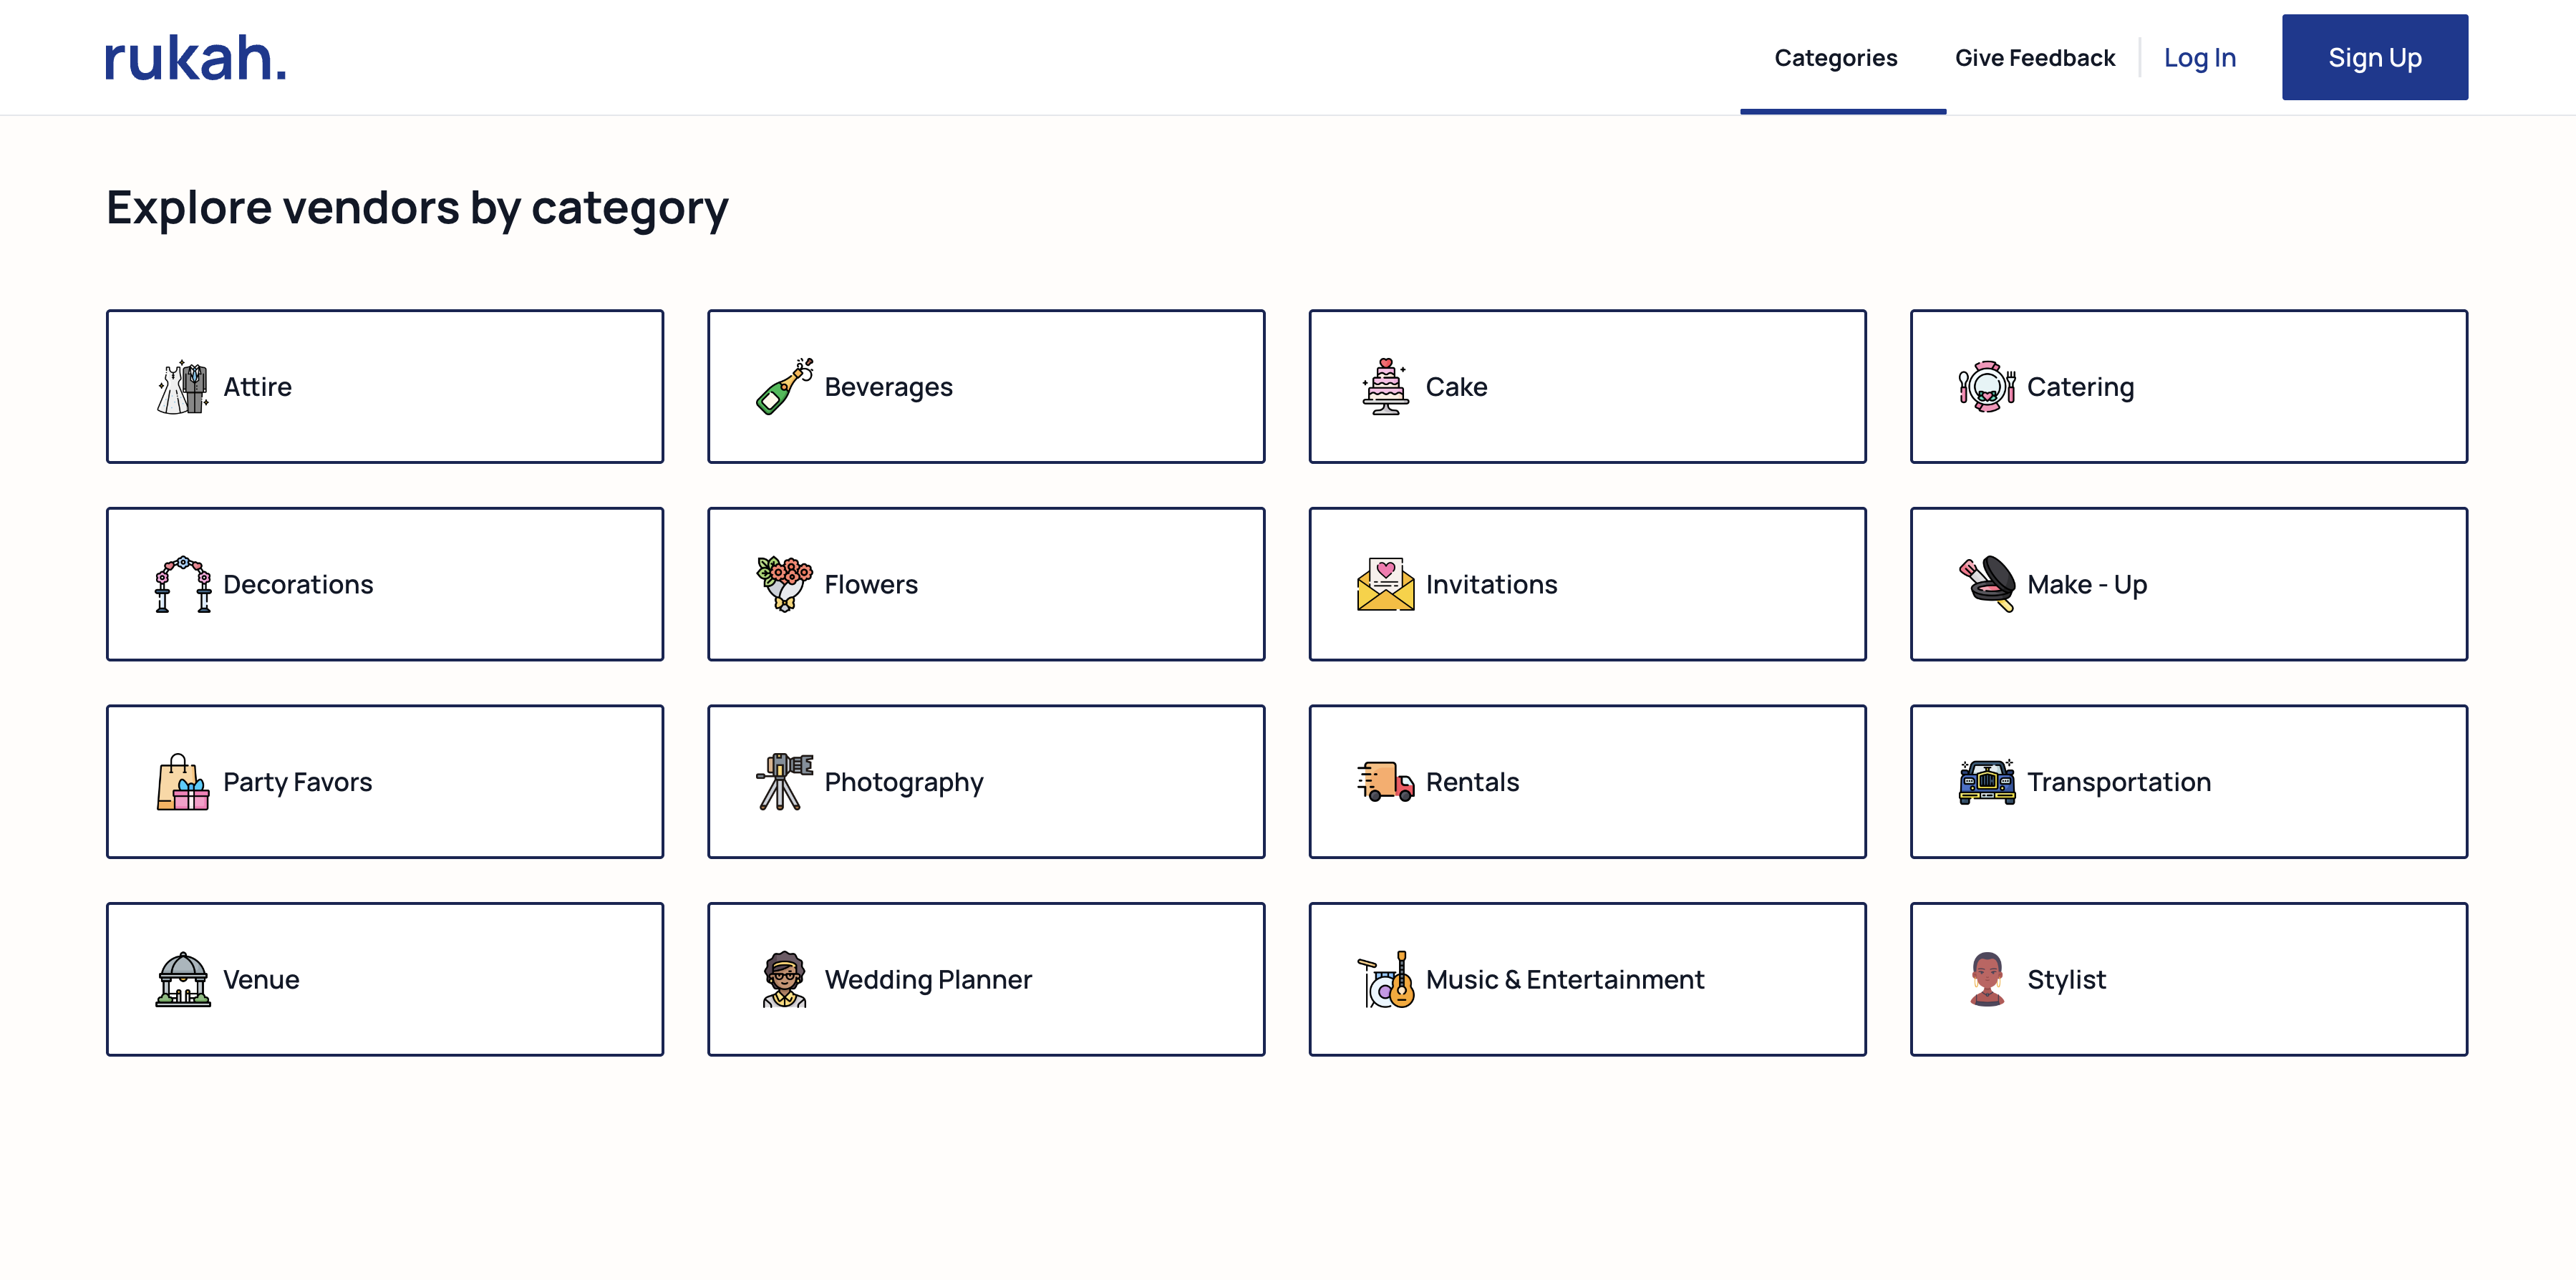 rukah.
Categories
Give Feedback
Log In
Sign Up
Explore vendors by category
Attire
Beverages
Cake
Catering
Decorations
Flowers
Invitations
Make - Up
Party Favors
Photography
Rentals
Transportation
Venue
Wedding Planner
Music & Entertainment
Stylist